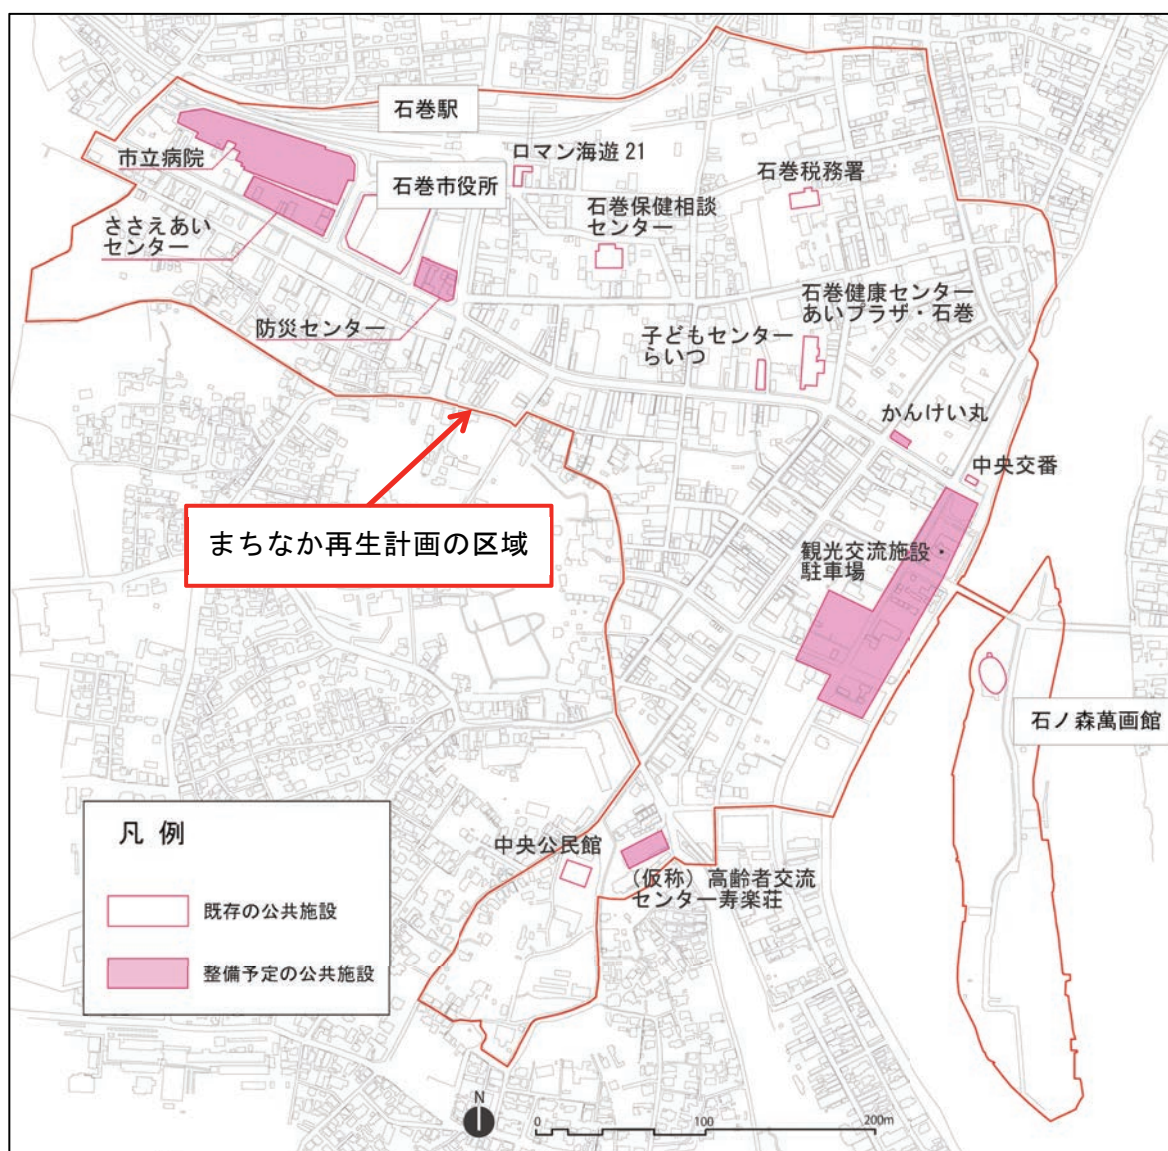 石巻駅
市立病院
ロマン海遊 21
石巻市役所
石巻税務署
石巻保健相談
センター
ささえあい
センター
石巻健康センター
あいプラザ・石巻
防災センター
子どもセンター
らいつ
かんけい丸
中央交番
まちなか再生計画の区域
観光交流施設・
駐車場
石ノ森萬画館
凡 例
既存の公共施設
整備予定の公共施設
中央公民館
(仮称) 高齢者交流
センター寿楽荘
N
0
100
200m